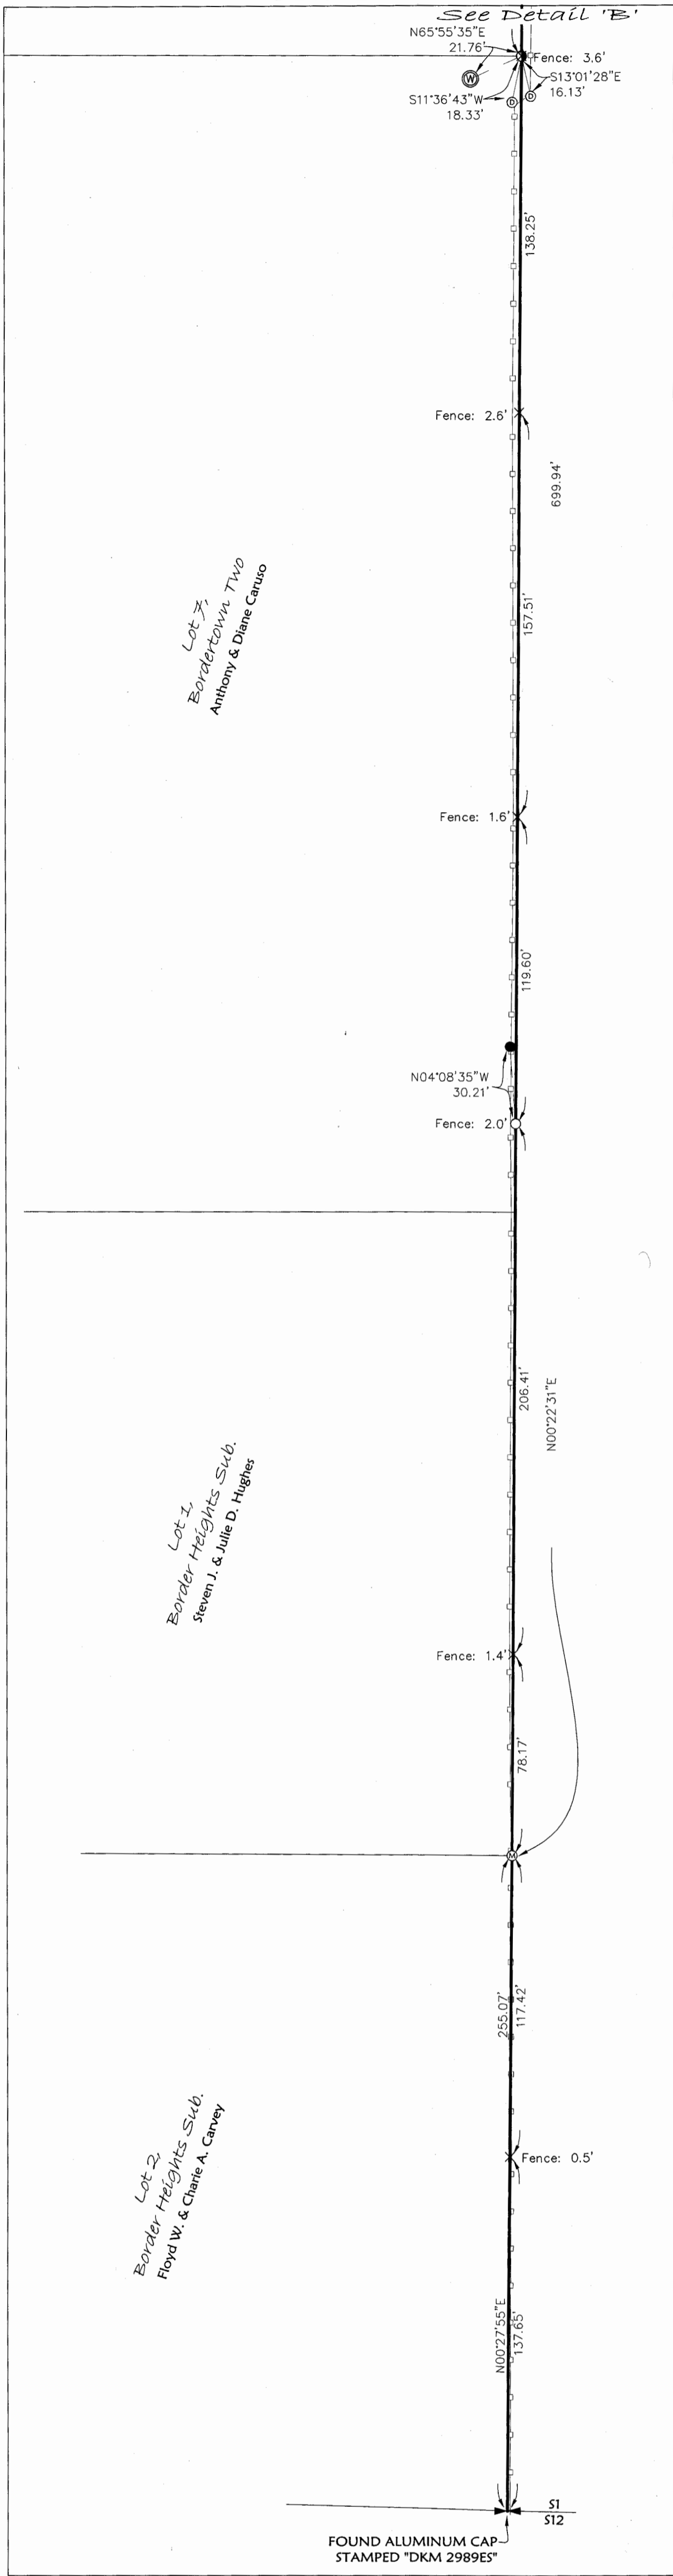 See Detail 'B'
N65°55'35"E
21.76'
Fence: 3.6'
W
S13°01'28"E
16.13'
D
D
S11°36'43"W
18.33'
138.25'
Fence: 2.6'
699.94'
Lot 7,
Bordertown Two
Anthony & Diane Caruso
157.51'
Fence: 1.6'
119.60'
N04°08'35"W
30.21'
Fence: 2.0'
206.41'
N00°22'31"E
Lot 1,
Border Heights Sub.
Steven J. & Julie D. Hughes
Fence: 1.4'
78.17'
M
255.07'
117.42'
Lot 2,
Border Heights Sub.
Floyd W. & Charie A. Carvey
Fence: 0.5'
N00°27'55"E
137.65'
S1
S12
FOUND ALUMINUM CAP
STAMPED "DKM 2989ES"